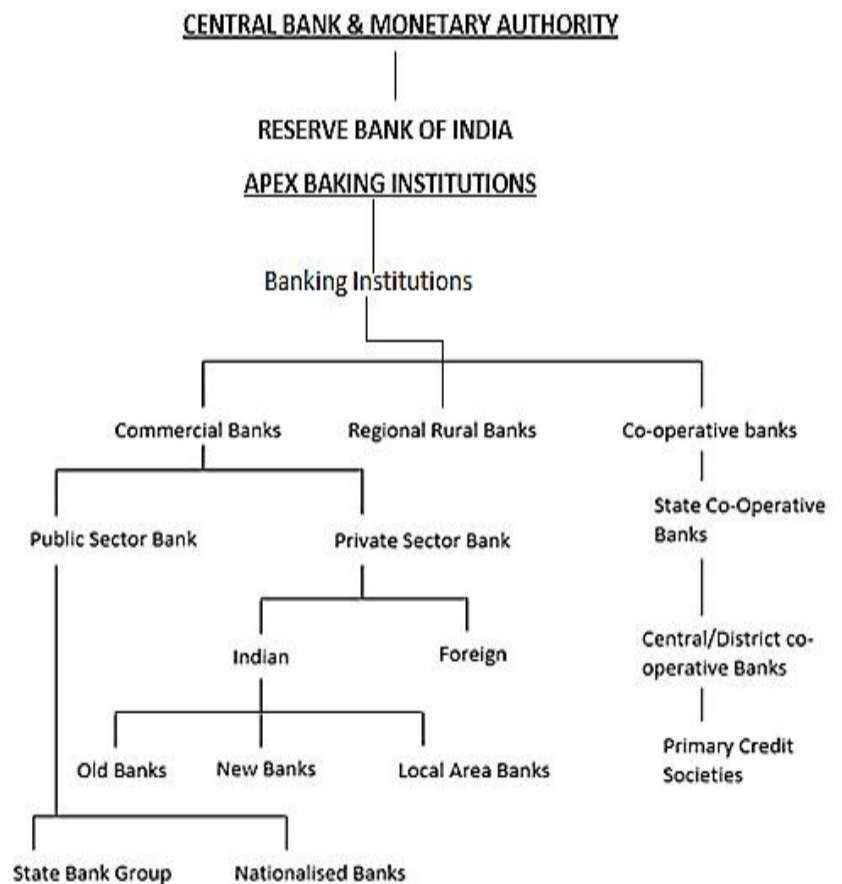 CENTRAL BANK & MONETARY AUTHORITY
RESERVE BANK OF INDIA
APEX BAKING INSTITUTIONS
Banking Institutions
Commercial Banks
Regional Rural Banks
Co-operative banks
State Co-Operative
Banks
Public Sector Bank
Private Sector Bank
Central/District co-
operative Banks
Indian
Foreign
Primary Credit
Societies
Old Banks
New Banks
Local Area Banks
State Bank Group
Nationalised Banks